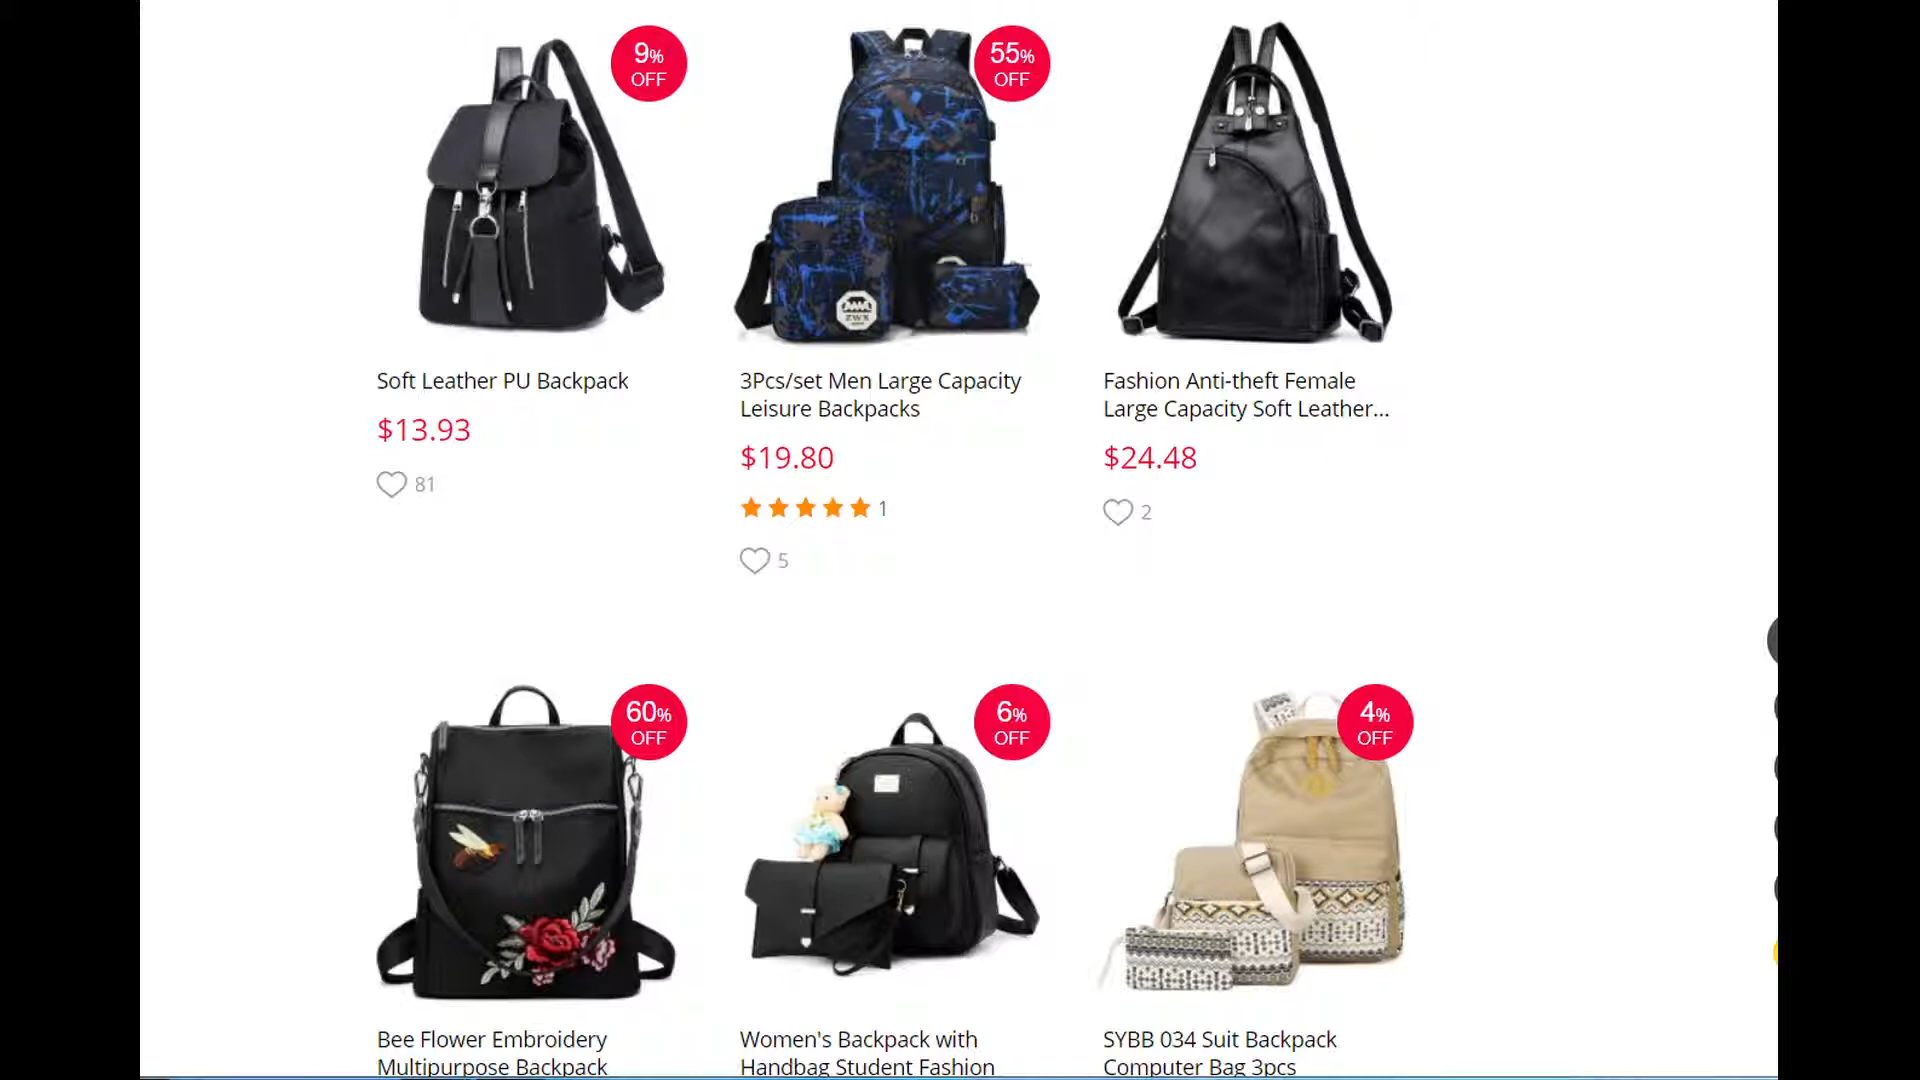 9%
OFF
55%
OFF
ZWX
Soft Leather PU Backpack
$13.93
81
3Pcs/set Men Large Capacity
Leisure Backpacks
$19.80
1
5
Fashion Anti-theft Female
Large Capacity Soft Leather...
$24.48
2
60%
OFF
6%
OFF
4%
OFF
Bee Flower Embroidery
Multipurpose Backpack
Women's Backpack with
Handbag Student Fashion
SYBB 034 Suit Backpack
Computer Bag 3pcs